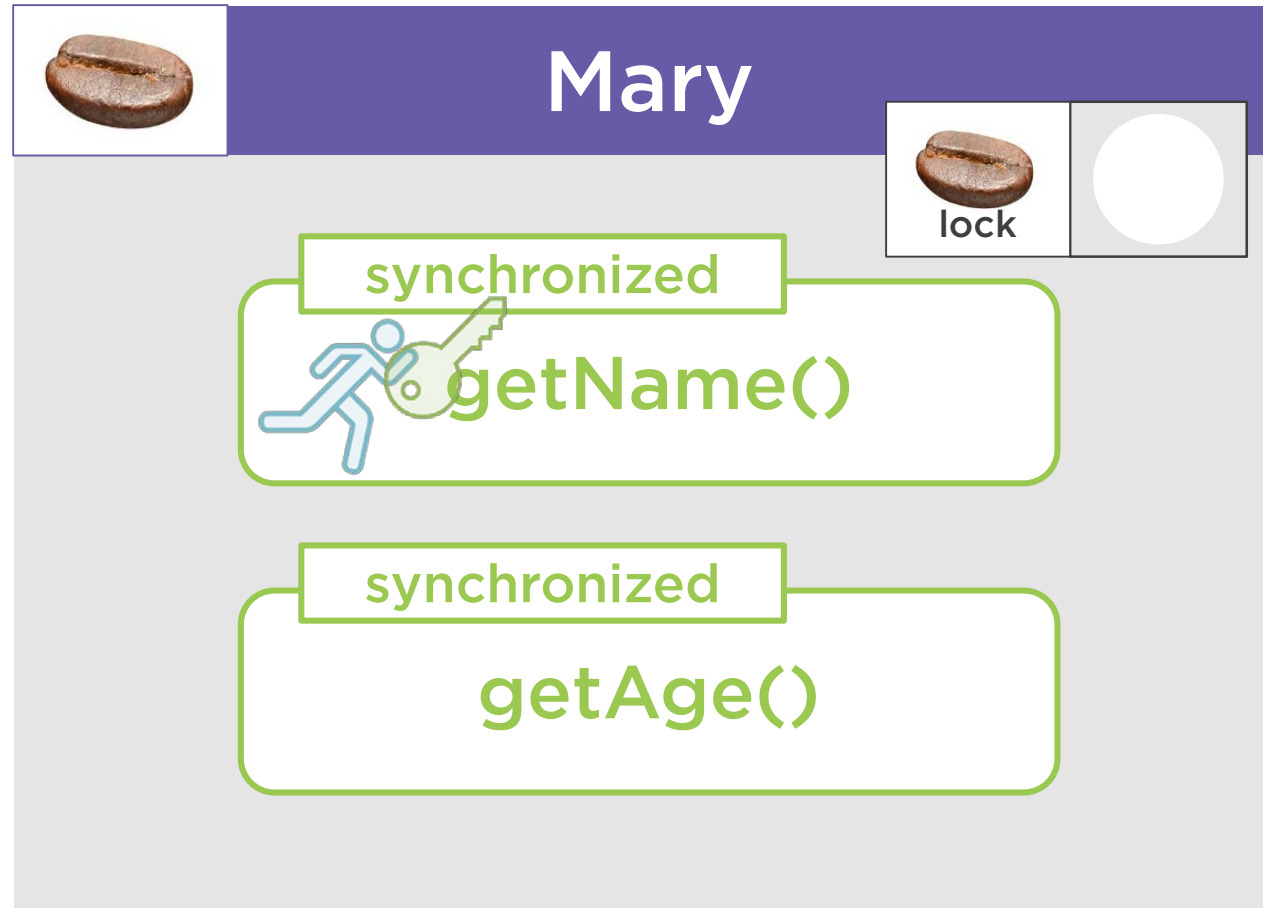 Mary
lock
synchronized
getName()
synchronized
getAge()